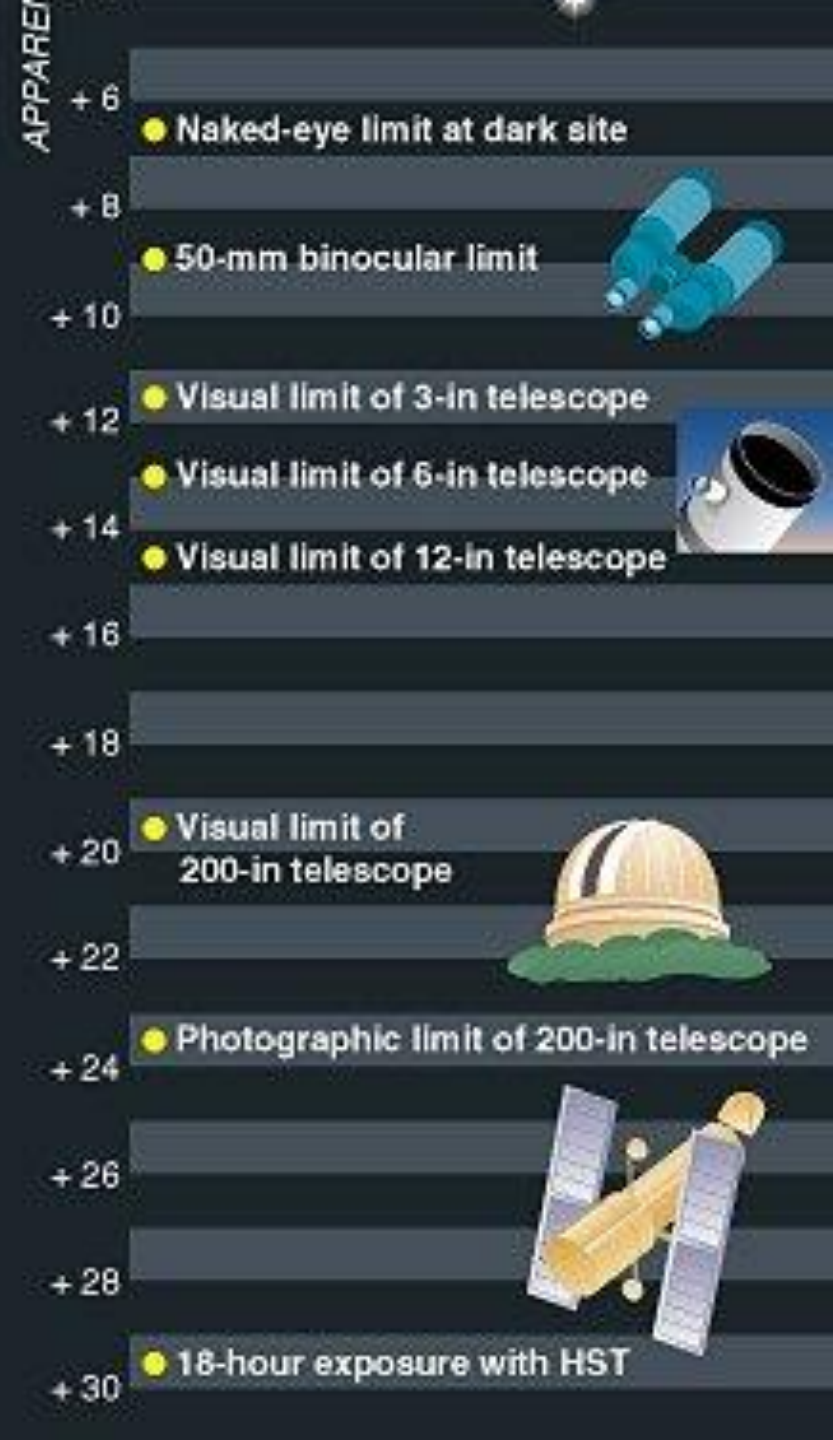 APPAREN
+ 6
Naked-eye limit at dark site
+ 8
50-mm binocular limit
+ 10
Visual limit of 3-in telescope
+ 12
Visual limit of 6-in telescope
+ 14
Visual limit of 12-in telescope
+ 16
+ 18
Visual limit of
+ 20
200-in telescope
+ 22
Photographic limit of 200-in telescope
+ 24
+ 26
+ 28
18-hour exposure with HST
+ 30